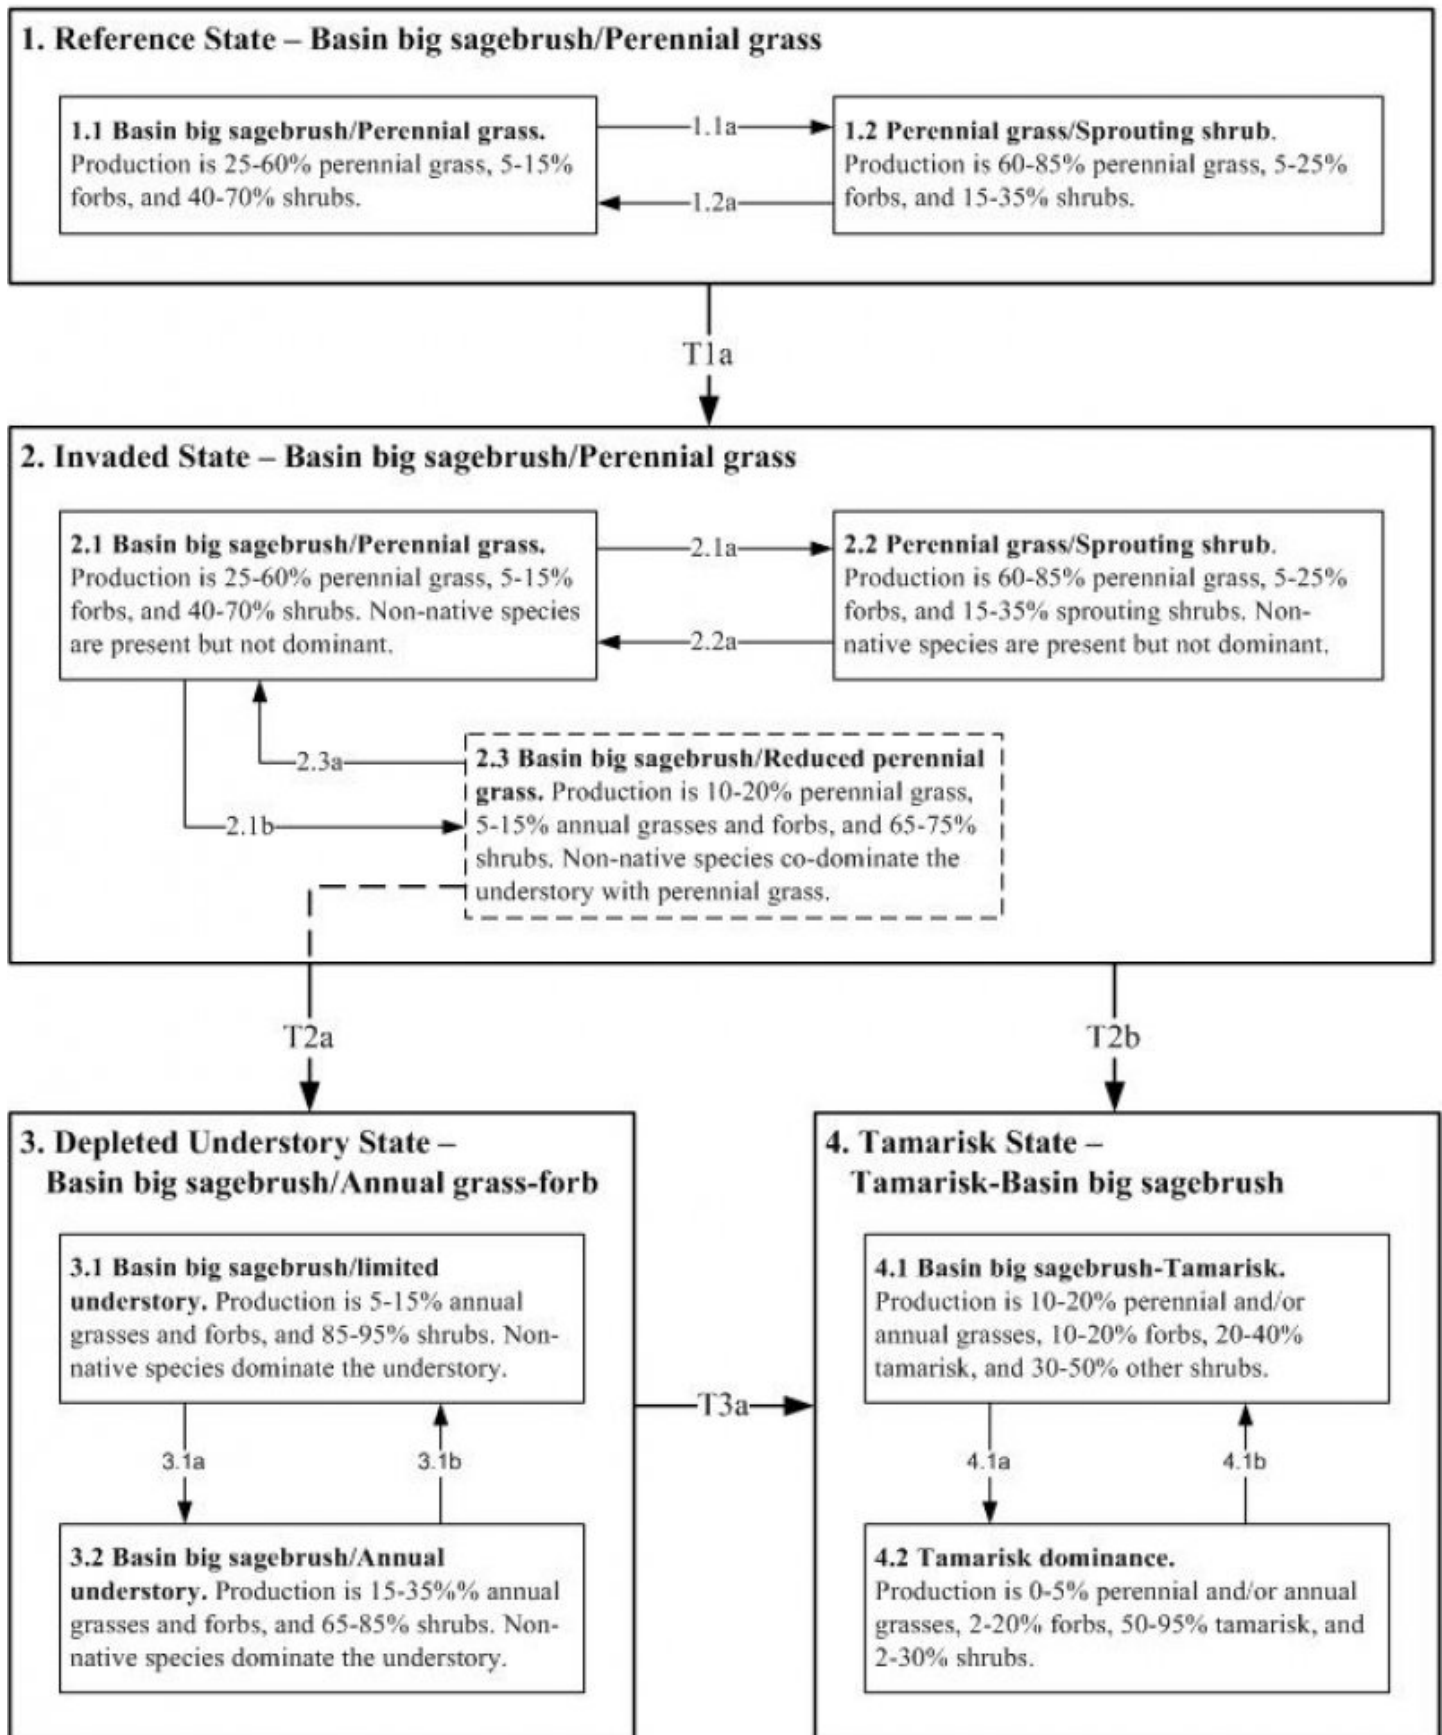 1. Reference State – Basin big sagebrush/Perennial grass
1.1 Basin big sagebrush/Perennial grass.
Production is 25-60% perennial grass, 5-15%
forbs, and 40-70% shrubs.
1.1a
1.2a
1.2 Perennial grass/Sprouting shrub.
Production is 60-85% perennial grass, 5-25%
forbs, and 15-35% shrubs.
T1a
2. Invaded State – Basin big sagebrush/Perennial grass
2.1 Basin big sagebrush/Perennial grass.
Production is 25-60% perennial grass, 5-15%
forbs, and 40-70% shrubs. Non-native species
are present but not dominant.
2.1a
2.2a
2.2 Perennial grass/Sprouting shrub.
Production is 60-85% perennial grass, 5-25%
forbs, and 15-35% sprouting shrubs. Non-
native species are present but not dominant.
2.3a
2.1b
2.3 Basin big sagebrush/Reduced perennial
grass. Production is 10-20% perennial grass,
5-15% annual grasses and forbs, and 65-75%
shrubs. Non-native species co-dominate the
understory with perennial grass.
T2a
T2b
3. Depleted Understory State –
Basin big sagebrush/Annual grass-forb
3.1 Basin big sagebrush/limited
understory. Production is 5-15% annual
grasses and forbs, and 85-95% shrubs. Non-
native species dominate the understory.
3.1a
3.1b
3.2 Basin big sagebrush/Annual
understory. Production is 15-35%% annual
grasses and forbs, and 65-85% shrubs. Non-
native species dominate the understory.
T3a
4. Tamarisk State –
Tamarisk-Basin big sagebrush
4.1 Basin big sagebrush-Tamarisk.
Production is 10-20% perennial and/or
annual grasses, 10-20% forbs, 20-40%
tamarisk, and 30-50% other shrubs.
4.1a
4.1b
4.2 Tamarisk dominance.
Production is 0-5% perennial and/or annual
grasses, 2-20% forbs, 50-95% tamarisk, and
2-30% shrubs.